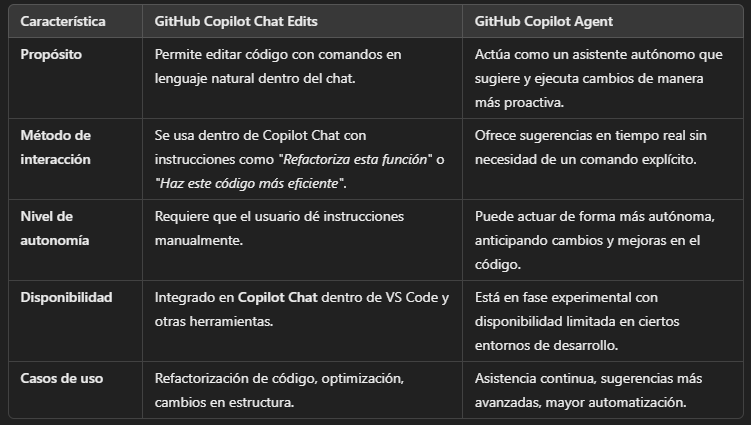 Característica GitHub Copilot Chat Edits GitHub Copilot Agent
Propósito
Permite editar código con comandos en
lenguaje natural dentro del chat.
Actúa como un asistente autónomo que
sugiere y ejecuta cambios de manera
más proactiva.
Método de
interacción
Se usa dentro de Copilot Chat con
instrucciones como "Refactoriza esta función" o
"Haz este código más eficiente".
Ofrece sugerencias en tiempo real sin
necesidad de un comando explícito.
Nivel de
autonomía
Requiere que el usuario dé instrucciones
manualmente.
Puede actuar de forma más autónoma,
anticipando cambios y mejoras en el
código.
Disponibilidad
Integrado en Copilot Chat dentro de VS Code y
otras herramientas.
Está en fase experimental con
disponibilidad limitada en ciertos
entornos de desarrollo.
Casos de uso
Refactorización de código, optimización,
cambios en estructura.
Asistencia continua, sugerencias más
avanzadas, mayor automatización.